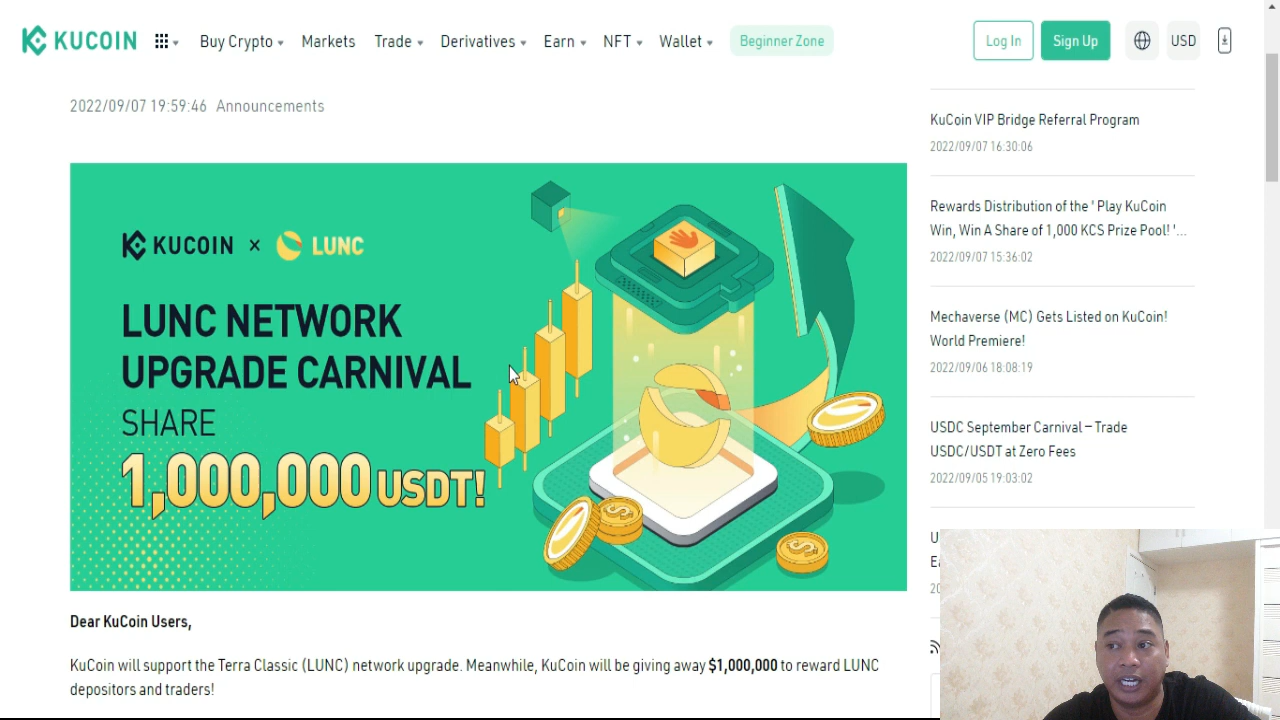 KUCOIN
Buy Crypto
Markets
Trade
Derivatives
Earn
NFT
Wallet
Beginner Zone
Log In
Sign Up
USD
2022/09/07 19:59:46 Announcements
KUCOIN × LUNC
LUNC NETWORK
UPGRADE CARNIVAL
SHARE
1,000,000 USDT!
Dear KuCoin Users,
KuCoin will support the Terra Classic (LUNC) network upgrade. Meanwhile, KuCoin will be giving away $1,000,000 to reward LUNC
depositors and traders!
KuCoin VIP Bridge Referral Program
2022/09/07 16:30:06
Rewards Distribution of the ' Play KuCoin
Win, Win A Share of 1,000 KCS Prize Pool! '...
2022/09/07 15:36:02
Mechaverse (MC) Gets Listed on KuCoin!
World Premiere!
2022/09/06 18:08:19
USDC September Carnival – Trade
USDC/USDT at Zero Fees
2022/09/05 19:03:02